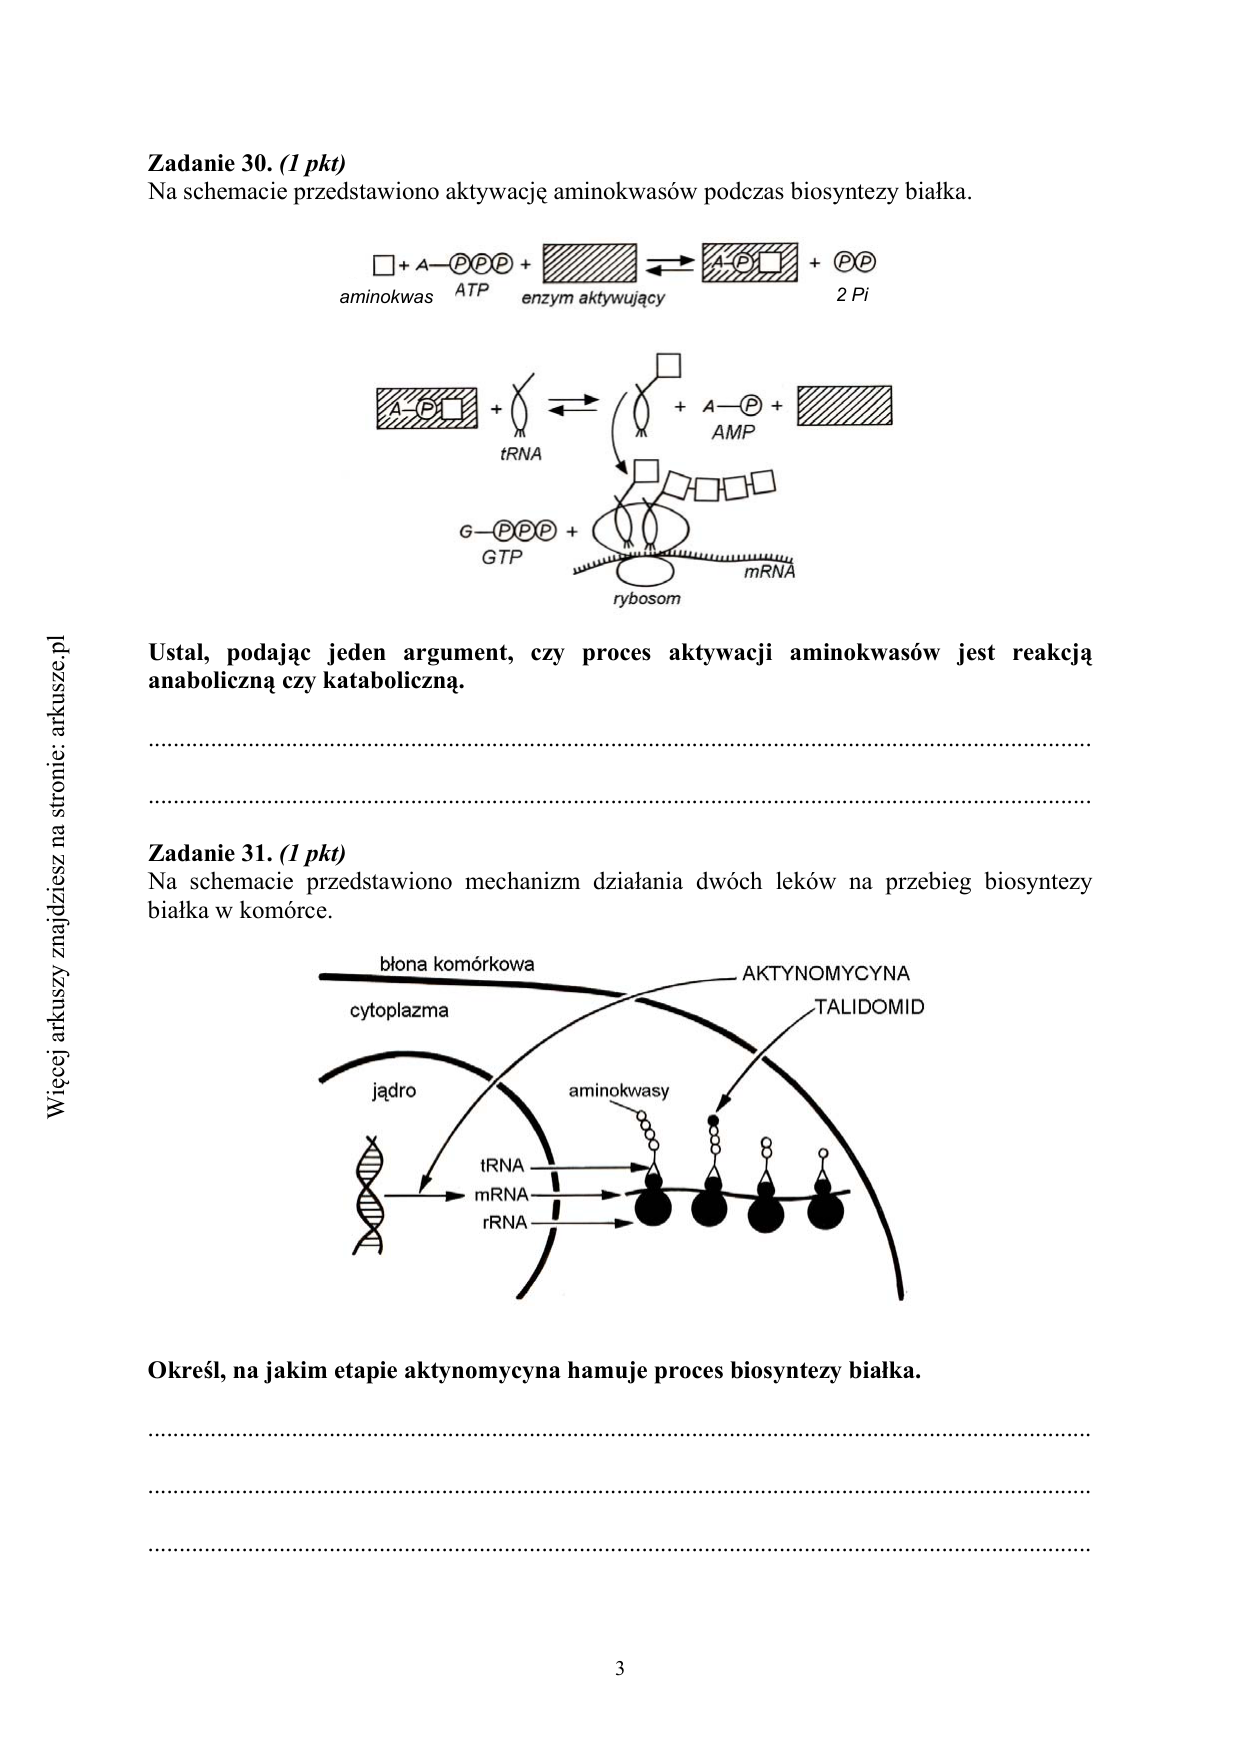 Zadanie 30. (1 pkt)
Na schemacie przedstawiono aktywację aminokwasów podczas biosyntezy białka.
□ + A—PPP + ⇄ A—P□ + PP
aminokwas ATP enzym aktywujący 2 Pi
A—P□ + ⇄ + A—P +
tRNA AMP
G—PPP +
GTP mRNA
rybosom
Ustal, podając jeden argument, czy proces aktywacji aminokwasów jest reakcją
anaboliczną czy kataboliczną.
..........................................................................................
..........................................................................................
Zadanie 31. (1 pkt)
Na schemacie przedstawiono mechanizm działania dwóch leków na przebieg biosyntezy
białka w komórce.
błona komórkowa
AKTYNOMYCYNA
cytoplazma
TALIDOMID
jądro
aminokwasy
tRNA
mRNA
rRNA
Określ, na jakim etapie aktynomycyna hamuje proces biosyntezy białka.
..........................................................................................
..........................................................................................
..........................................................................................
3
Więcej arkuszy znajdziesz na stronie: arkusze.pl